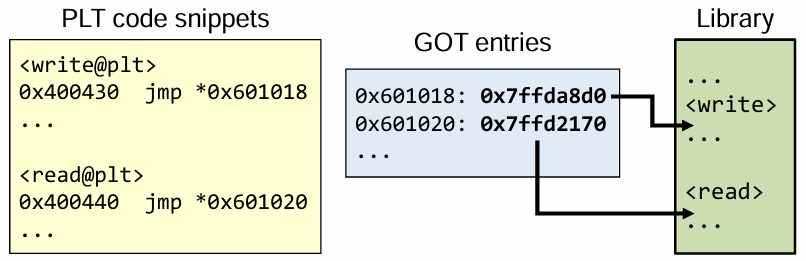 PLT code snippets
<write@plt>
0x400430  jmp *0x601018
...
<read@plt>
0x400440  jmp *0x601020
...
GOT entries
0x601018: 0x7ffda8d0
0x601020: 0x7ffd2170
...
Library
...
<write>
...
<read>
...